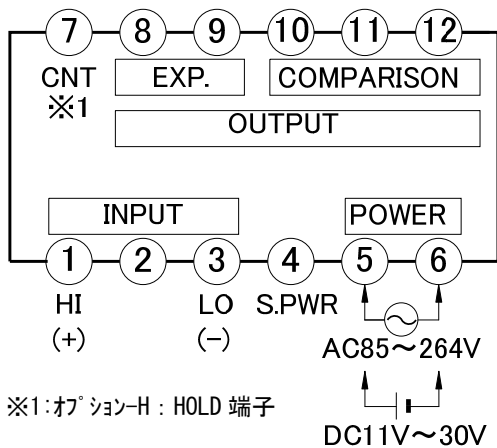 7 8 9 10 11 12
CNT EXP. COMPARISON
※1
OUTPUT
INPUT POWER
1 2 3 4 5 6
HI LO S.PWR
(+) (−)
AC85～264V
※1:ｵﾌﾟｼｮﾝ-H : HOLD 端子
DC11V～30V